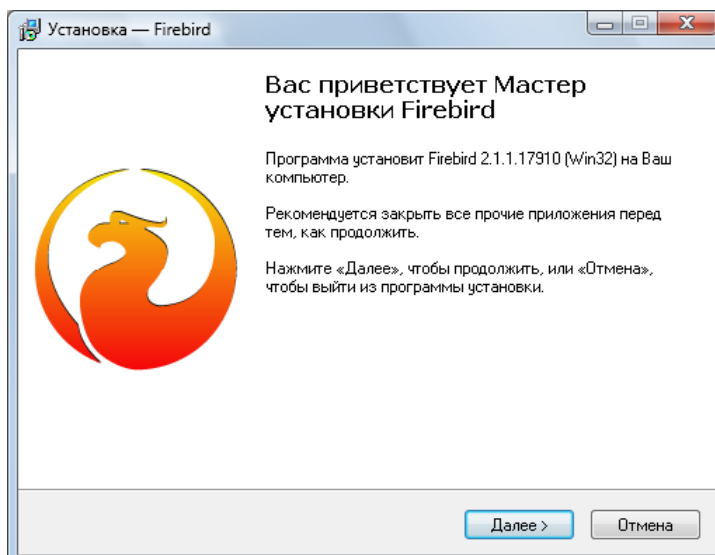 Установка — Firebird
Вас приветствует Мастер
установки Firebird
Программа установит Firebird 2.1.1.17910 (Win32) на Ваш
компьютер.
Рекомендуется закрыть все прочие приложения перед
тем, как продолжить.
Нажмите «Далее», чтобы продолжить, или «Отмена»,
чтобы выйти из программы установки.
Далее >
Отмена